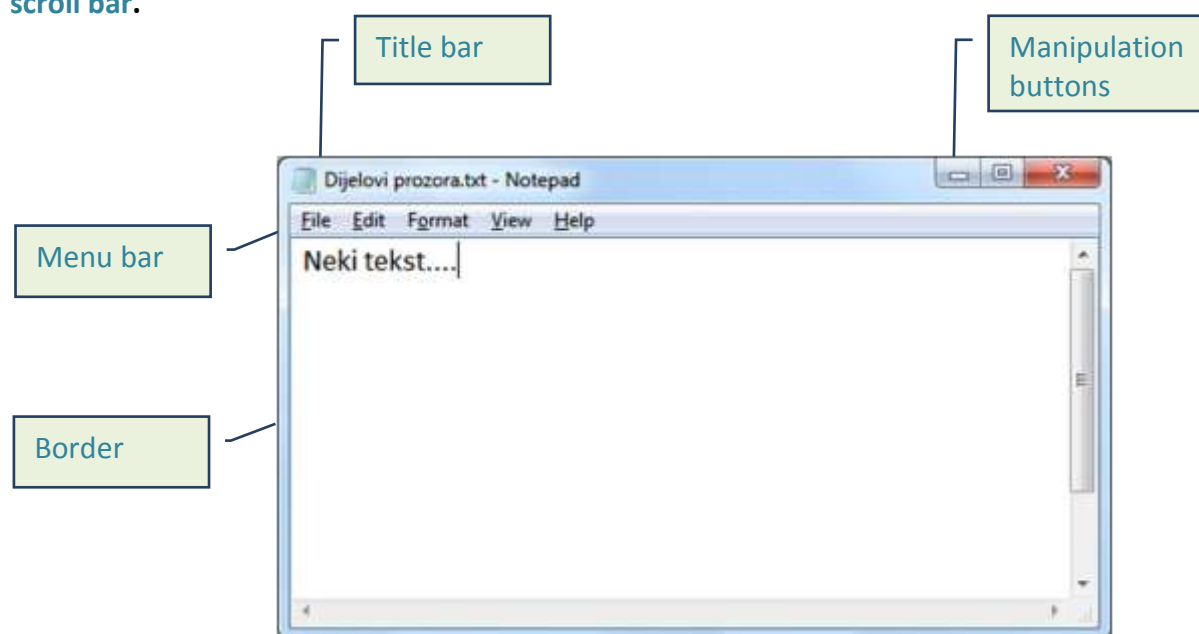 scroll bar.
Title bar
Manipulation
buttons
Dijelovi prozora.txt - Notepad
File Edit Format View Help
Menu bar
Neki tekst....
Border